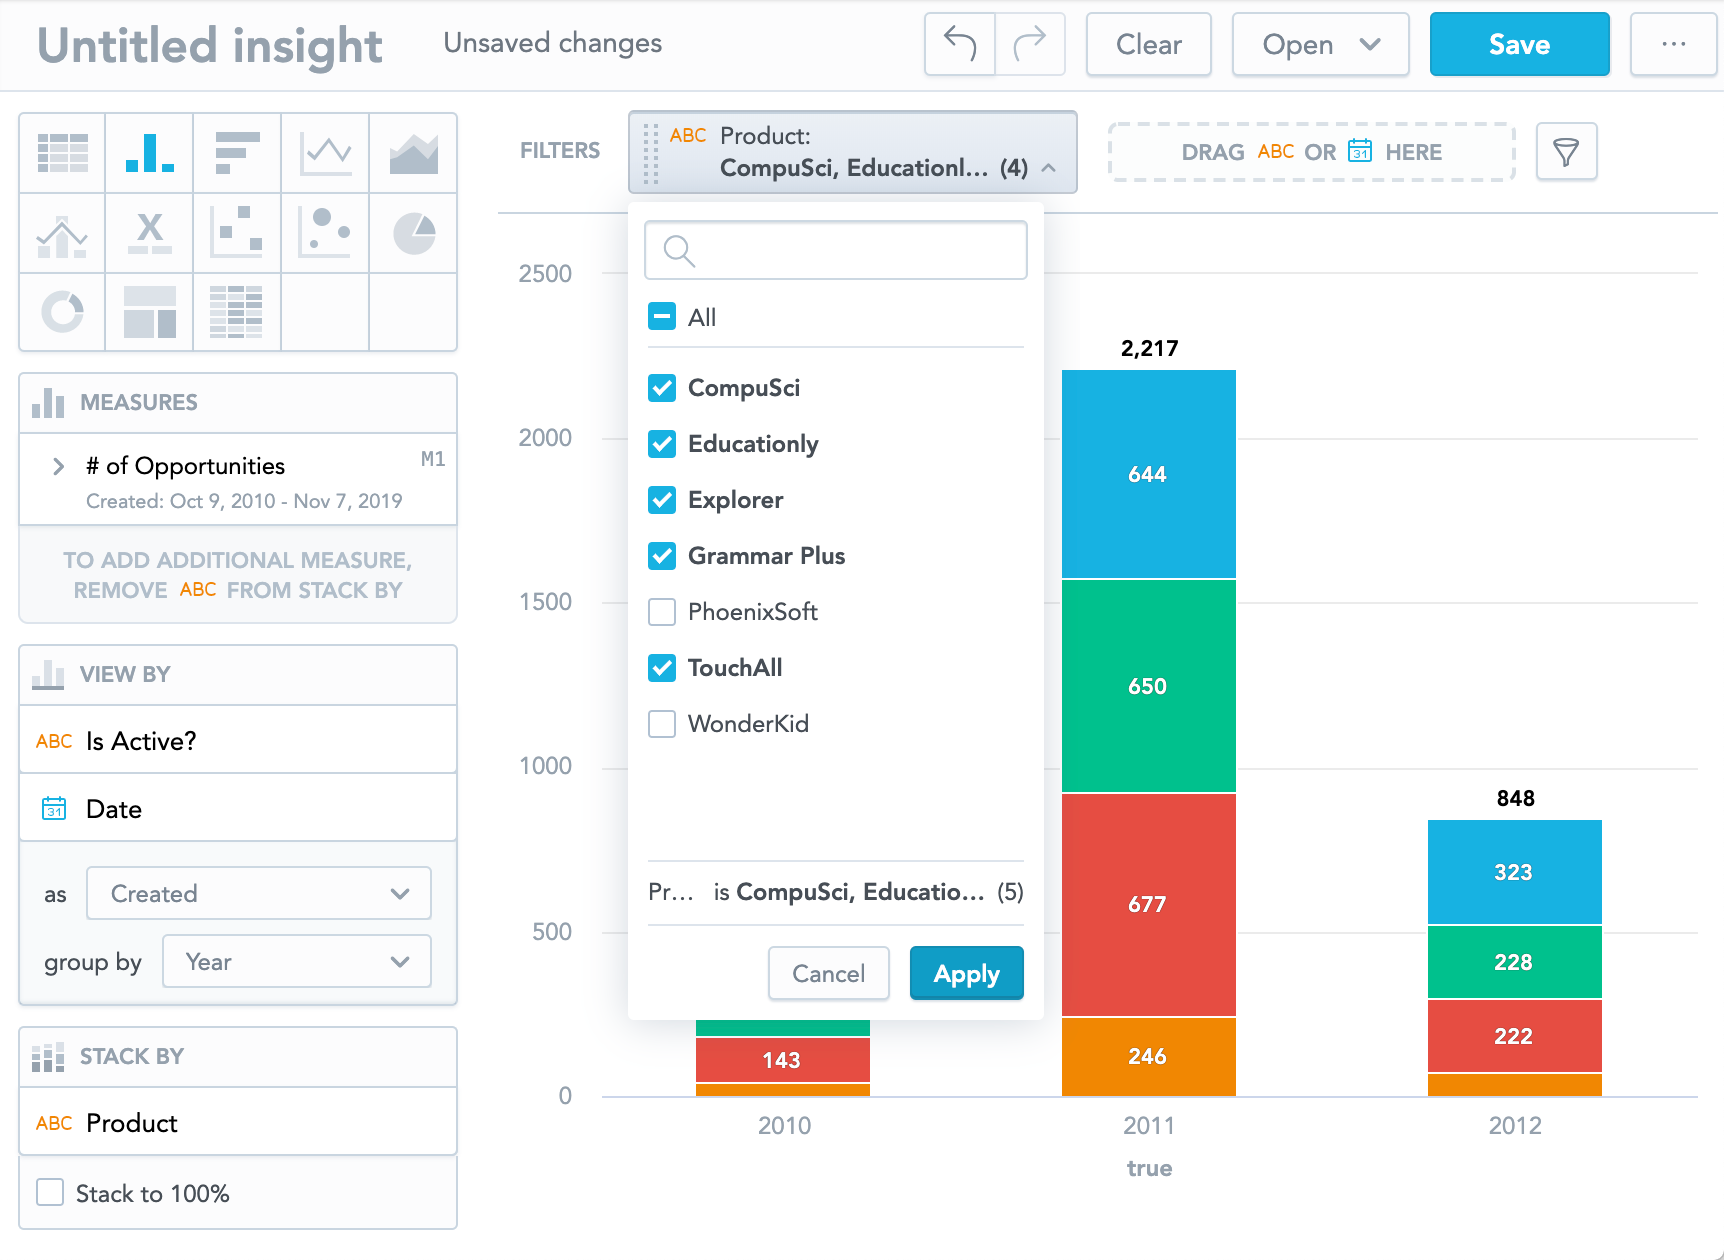 Untitled insight
Unsaved changes
Clear
Open
Save
...
FILTERS
ABC Product:
CompuSci, Educationl... (4)
DRAG ABC OR 31 HERE
X
MEASURES
# of Opportunities
M1
Created: Oct 9, 2010 - Nov 7, 2019
TO ADD ADDITIONAL MEASURE,
REMOVE ABC FROM STACK BY
VIEW BY
ABC Is Active?
31 Date
as Created
group by Year
STACK BY
ABC Product
Stack to 100%
All
CompuSci
Educationly
Explorer
Grammar Plus
PhoenixSoft
TouchAll
WonderKid
Pr... is CompuSci, Educatio... (5)
Cancel
Apply
2500
2000
1500
1000
500
0
143
2,217
644
650
677
246
848
323
228
222
2010
2011
2012
true